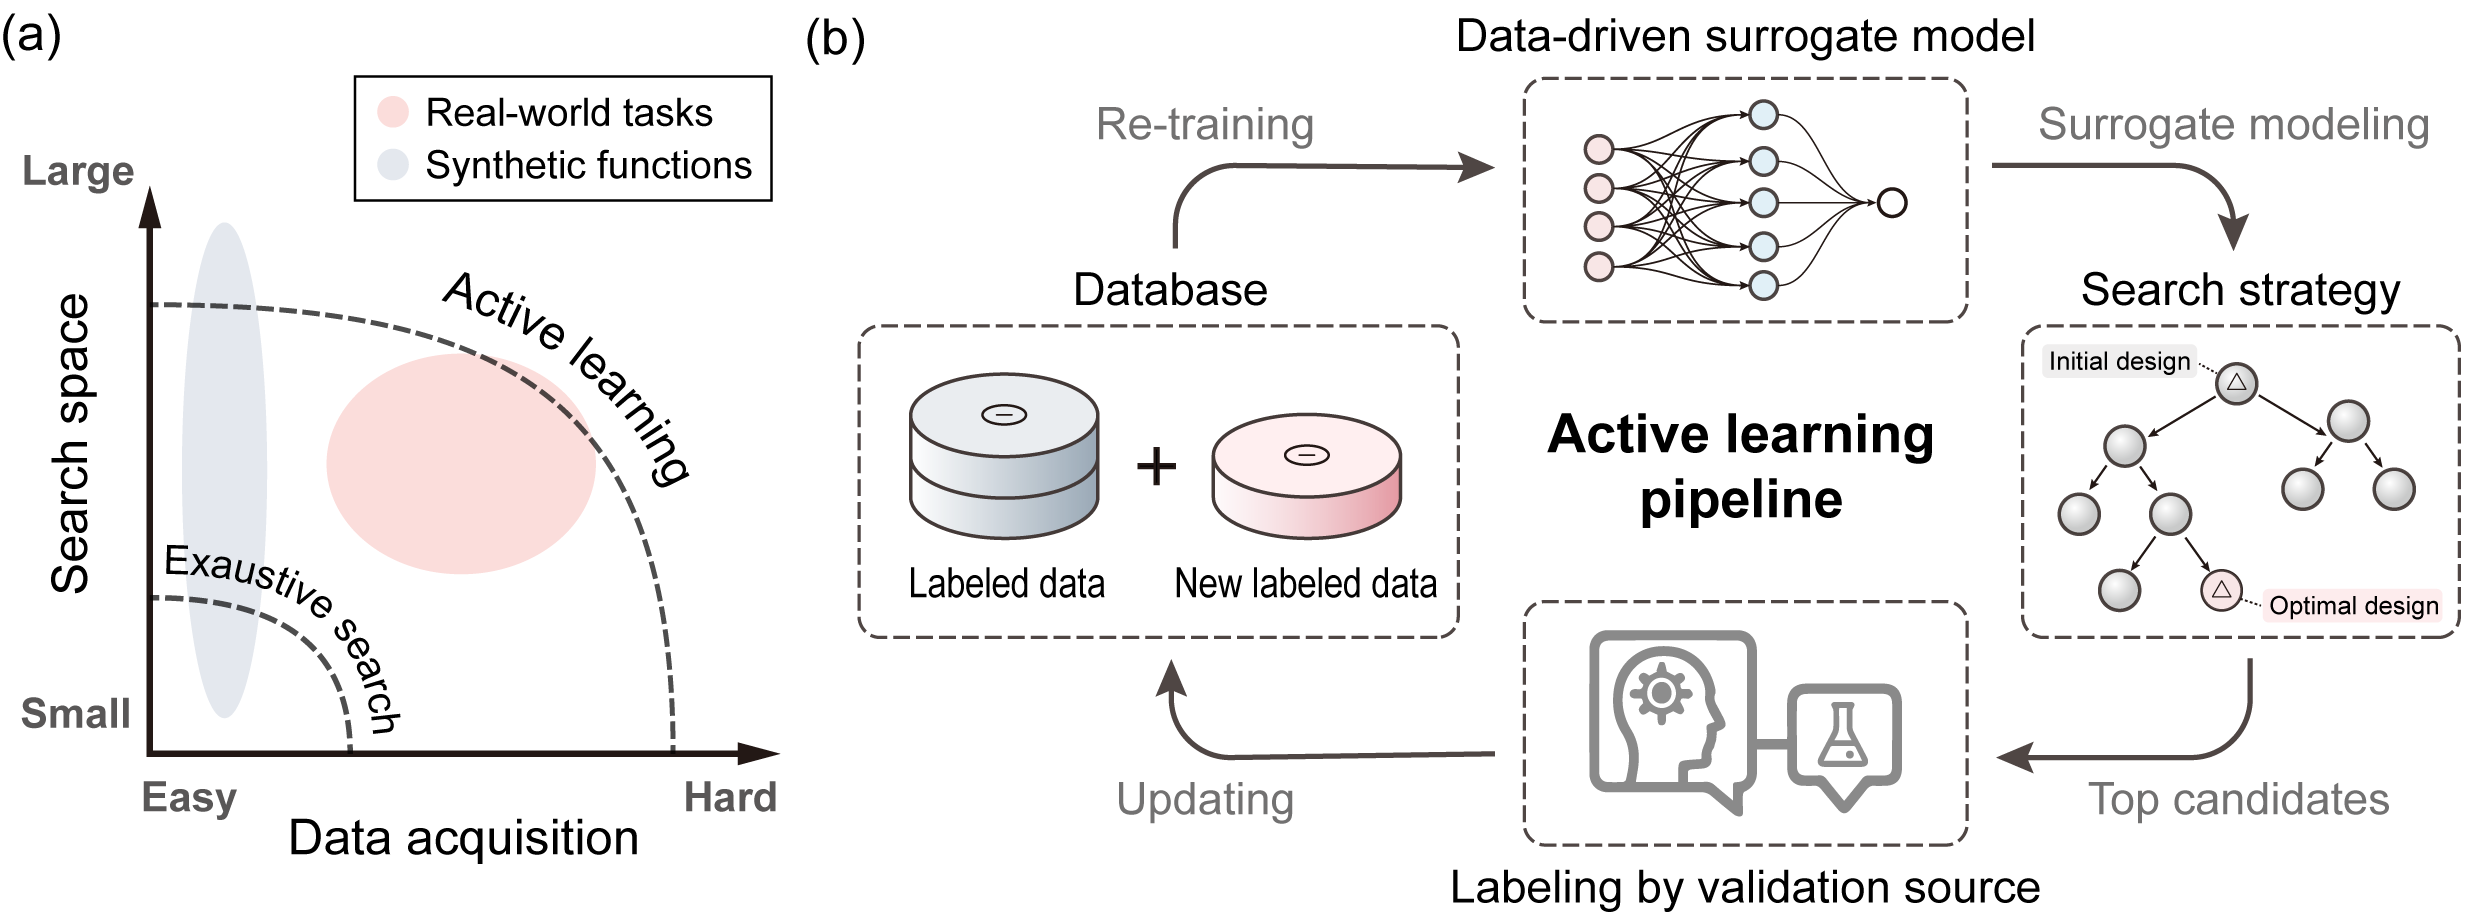 (a)
Real-world tasks
Synthetic functions
Large
Search space
Small
Active learning
Exaustive search
Easy
Hard
Data acquisition
(b)
Data-driven surrogate model
Re-training
Surrogate modeling
Database
Labeled data
+
New labeled data
Search strategy
Initial design
Optimal design
Active learning
pipeline
Updating
Top candidates
Labeling by validation source